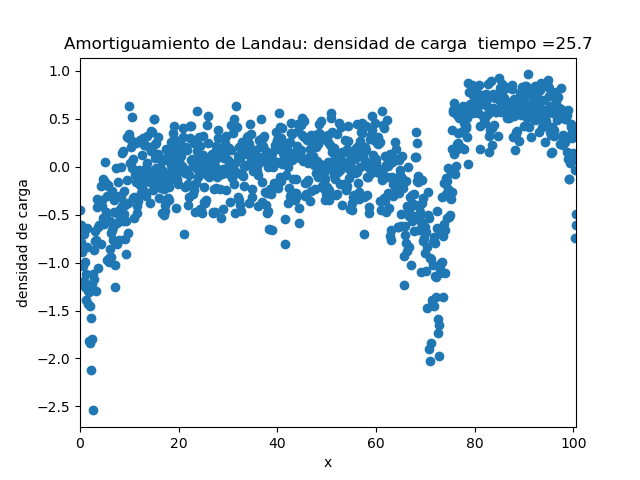 Amortiguamiento de Landau: densidad de carga  tiempo =25.7
1.0
0.5
0.0
−0.5
−1.0
−1.5
−2.0
−2.5
densidad de carga
0 20 40 60 80 100
x